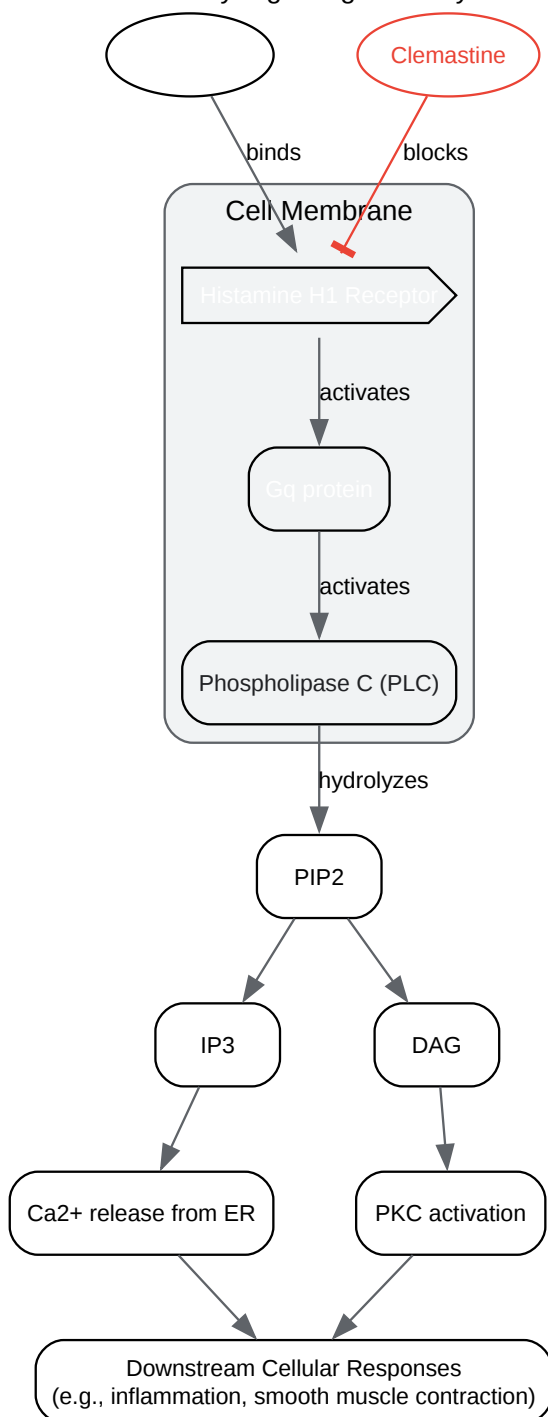 Clemastine
binds
blocks
Cell Membrane
Histamine H1 Receptor
activates
Gq protein
activates
Phospholipase C (PLC)
hydrolyzes
PIP2
IP3
DAG
Ca2+ release from ER
PKC activation
Downstream Cellular Responses
(e.g., inflammation, smooth muscle contraction)